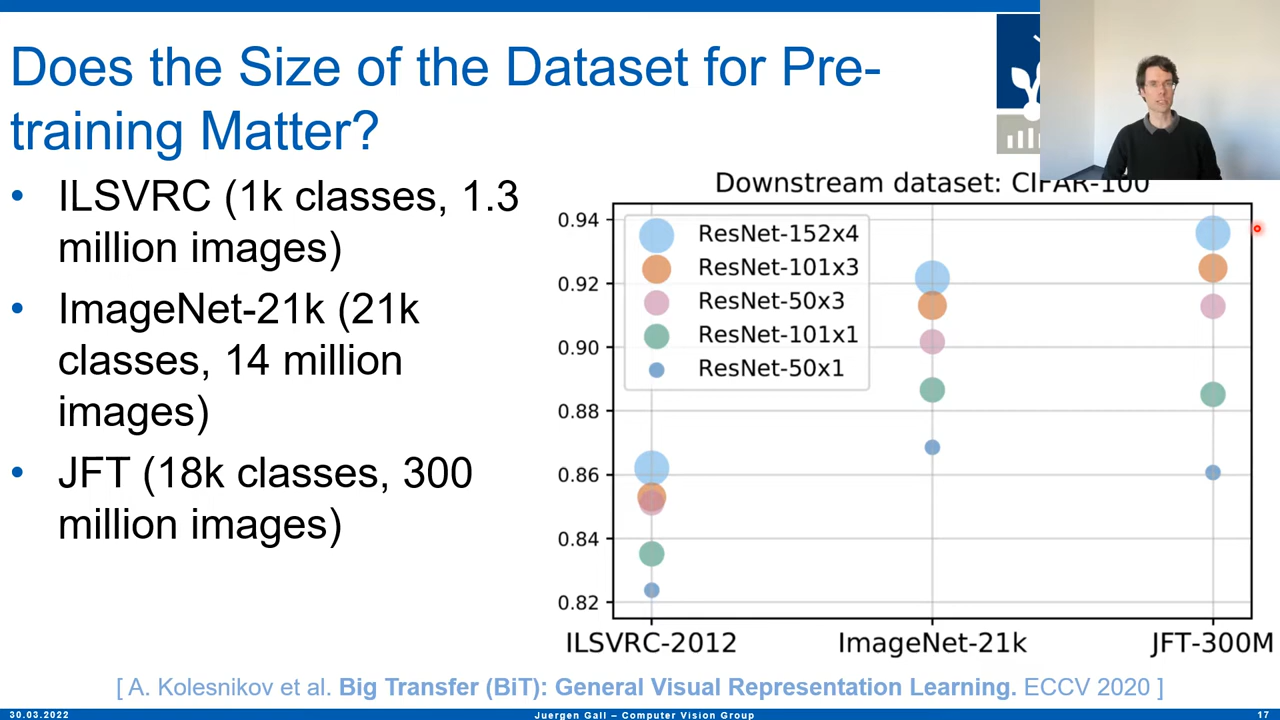 Does the Size of the Dataset for Pre-
training Matter?
• ILSVRC (1k classes, 1.3
million images)
• ImageNet-21k (21k
classes, 14 million
images)
• JFT (18k classes, 300
million images)
Downstream dataset: CIFAR-100
0.94
0.92
0.90
0.88
0.86
0.84
0.82
ResNet-152x4
ResNet-101x3
ResNet-50x3
ResNet-101x1
ResNet-50x1
ILSVRC-2012 ImageNet-21k JFT-300M
[ A. Kolesnikov et al. Big Transfer (BiT): General Visual Representation Learning. ECCV 2020 ]
30.03.2022 Juergen Gall – Computer Vision Group 17